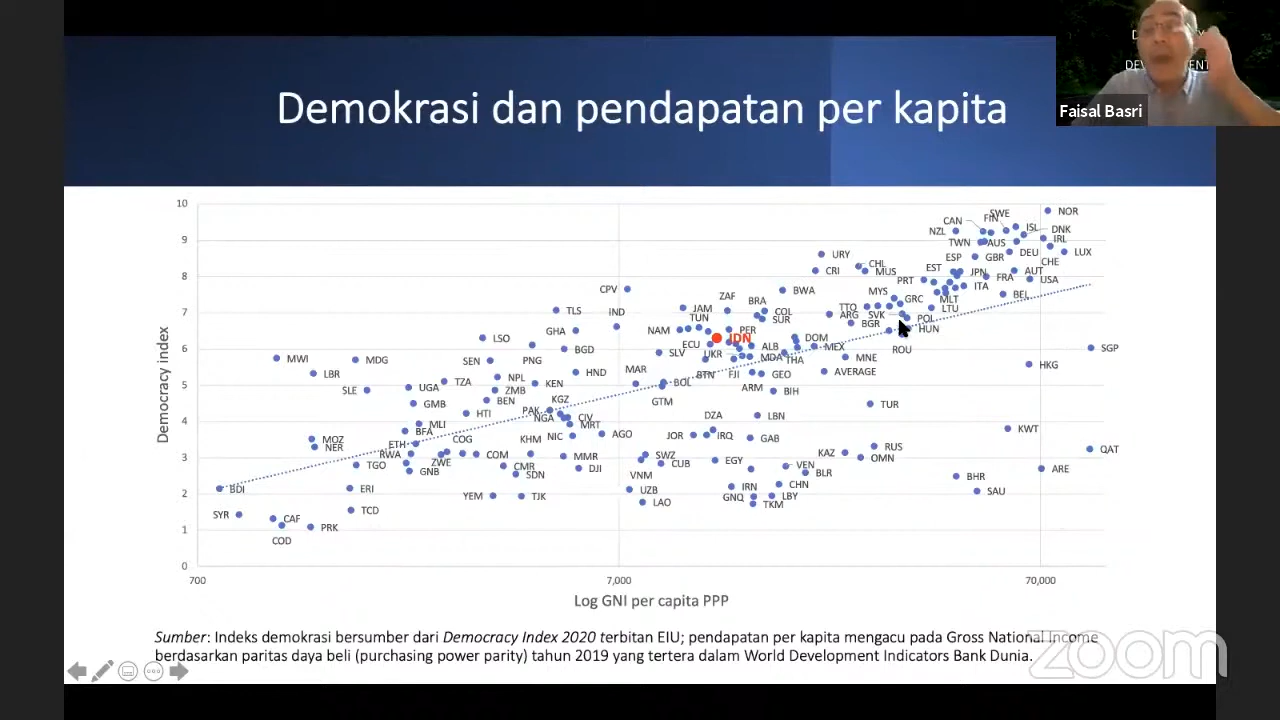 Demokrasi dan pendapatan per kapita
Faisal Basri
Democracy index
10
9
8
7
6
5
4
3
2
1
0
NOR
FIN SWE
CAN
ISL
DNK
NZL
IRL
TWN AUS
DEU
LUX
URY
ESP
GBR
CHE
CHL
CRI
MUS
EST
JPN
FRA
AUT
PRT
ITA
USA
CPV
BWA
MYS
BEL
ZAF
BRA
GRC
MLT
TLS
JAM
COL
TTO
LTU
IND
TUN
SUR
ARG
SVK
POL
GHA
NAM
PER
BGR
HUN
LSO
IDN
DOM
ECU
ALB
MEX
ROU
SGP
PNG
BGD
SLV
UKR
MDA THA
MNE
MWI
MDG
SEN
HKG
LBR
HND
MAR
BTN
FJI
GEO
AVERAGE
NPL
TZA
KEN
BOL
SLE
UGA
ZMB
ARM
BIH
GMB
BEN
KGZ
GTM
TUR
HTI
PAK
NGA
CIV
DZA
LBN
MLI
MRT
BFA
KWT
MOZ
ETH
COG
KHM
NIC
AGO
JOR
IRQ
GAB
NER
RWA
COM
MMR
SWZ
KAZ
RUS
QAT
TGO
ZWE
CMR
DJI
CUB
EGY
VEN
OMN
ARE
GNB
SDN
VNM
BLR
BHR
BDI
ERI
YEM
TJK
UZB
IRN
CHN
SAU
LAO
GNQ
LBY
TKM
SYR
TCD
CAF
PRK
COD
700
7,000
70,000
Log GNI per capita PPP
Sumber: Indeks demokrasi bersumber dari Democracy Index 2020 terbitan EIU; pendapatan per kapita mengacu pada Gross National Income
berdasarkan paritas daya beli (purchasing power parity) tahun 2019 yang tertera dalam World Development Indicators Bank Dunia.
zoom